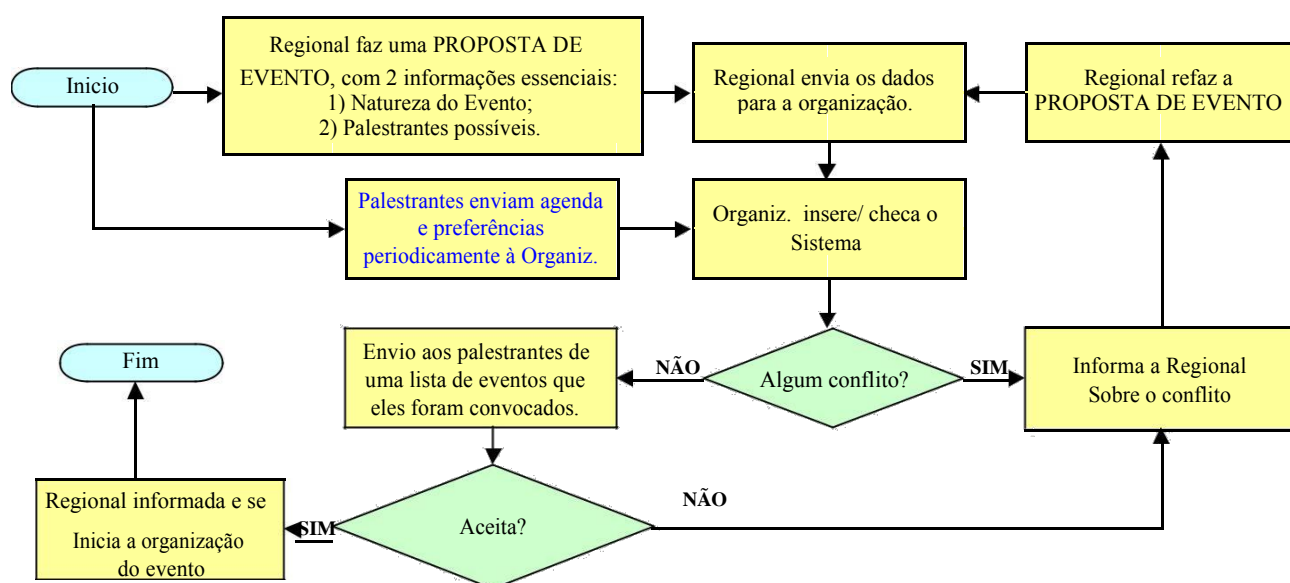 Inicio
Regional faz uma PROPOSTA DE
EVENTO, com 2 informações essenciais:
1) Natureza do Evento;
2) Palestrantes possíveis.
Regional envia os dados
para a organização.
Regional refaz a
PROPOSTA DE EVENTO
Palestrantes enviam agenda
e preferências
periodicamente à Organiz.
Organiz. insere/ checa o
Sistema
Fim
Envio aos palestrantes de
uma lista de eventos que
eles foram convocados.
NÃO
Algum conflito?
SIM
Informa a Regional
Sobre o conflito
Regional informada e se
Inicia a organização
do evento
SIM
Aceita?
NÃO